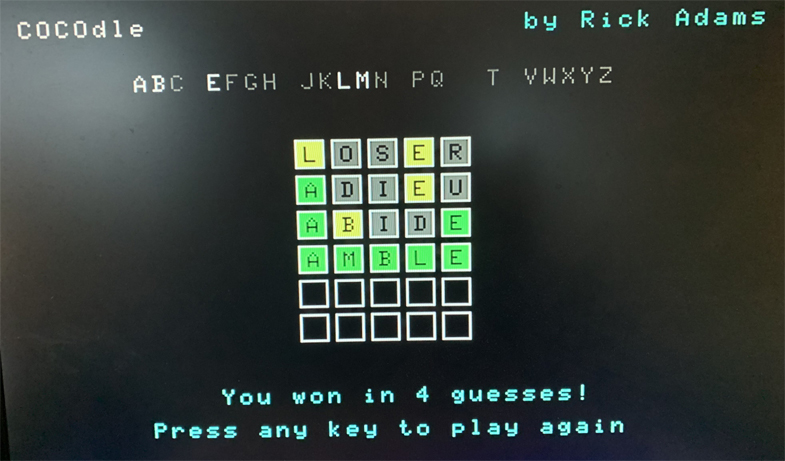 COCOdle
by Rick Adams
ABC EFGH JKLMN PQ T VWXYZ
LOSER
ADIEU
ABIDE
AMBLE
You won in 4 guesses!
Press any key to play again